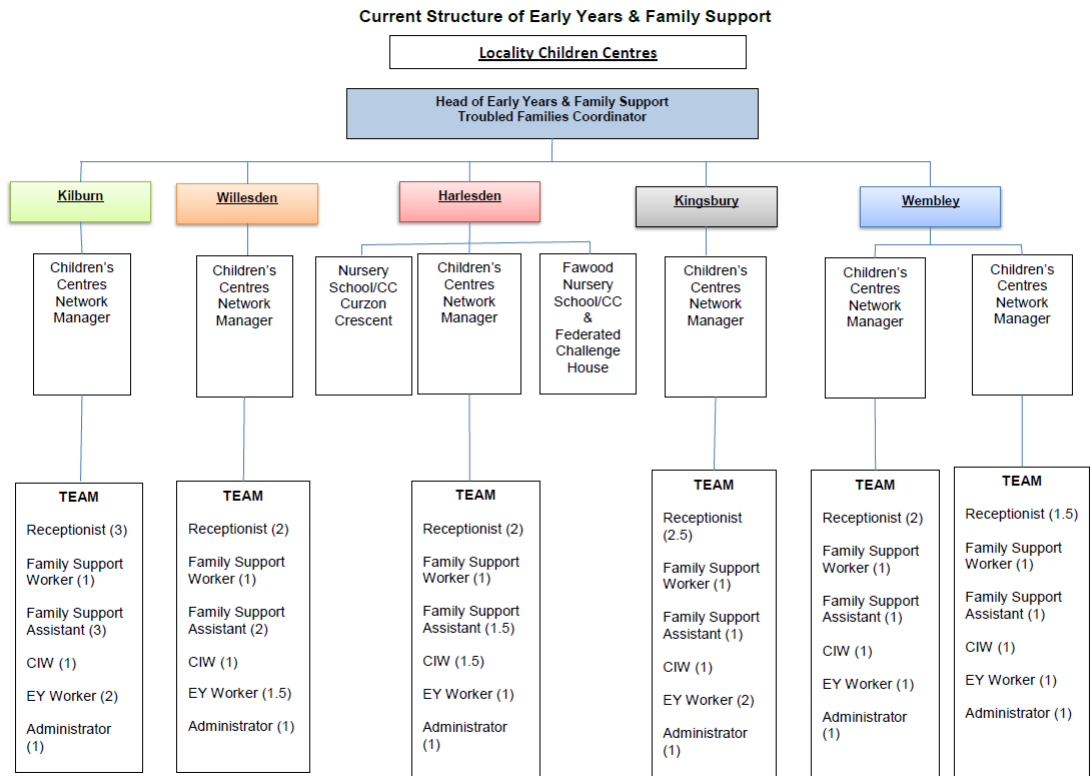 Current Structure of Early Years & Family Support
Locality Children Centres
Head of Early Years & Family Support
Troubled Families Coordinator
Kilburn
Willesden
Harlesden
Kingsbury
Wembley
Children's
Centres
Network
Manager
Children's
Centres
Network
Manager
Nursery
School/CC
Curzon
Crescent
Children's
Centres
Network
Manager
Fawood
Nursery
School/CC
&
Federated
Challenge
House
Children's
Centres
Network
Manager
Children's
Centres
Network
Manager
Children's
Centres
Network
Manager
TEAM
Receptionist (3)
Family Support
Worker (1)
Family Support
Assistant (3)
CIW (1)
EY Worker (2)
Administrator
(1)
TEAM
Receptionist (2)
Family Support
Worker (1)
Family Support
Assistant (2)
CIW (1)
EY Worker (1.5)
Administrator (1)
TEAM
Receptionist (2)
Family Support
Worker (1)
Family Support
Assistant (1.5)
CIW (1.5)
EY Worker (1)
Administrator
(1)
TEAM
Receptionist
(2.5)
Family Support
Worker (1)
Family Support
Assistant (1)
CIW (1)
EY Worker (2)
Administrator
(1)
TEAM
Receptionist (2)
Family Support
Worker (1)
Family Support
Assistant (1)
CIW (1)
EY Worker (1)
Administrator
(1)
TEAM
Receptionist (1.5)
Family Support
Worker (1)
Family Support
Assistant (1)
CIW (1)
EY Worker (1)
Administrator (1)